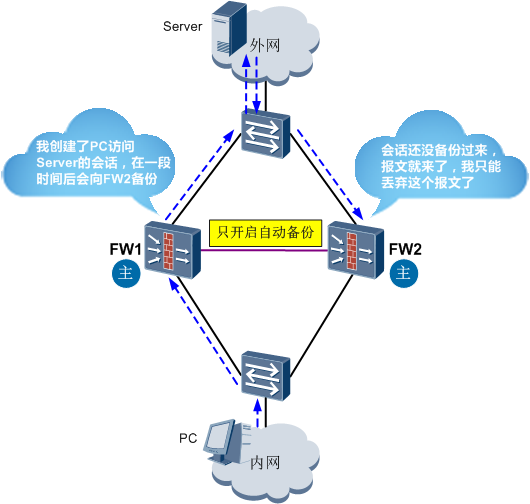 Server
外网
我创建了PC访问
Server的会话，在一段
时间后会向FW2备份
会话还没备份过来，
报文就来了，我只能
丢弃这个报文了
只开启自动备份
FW1
主
FW2
主
PC
内网